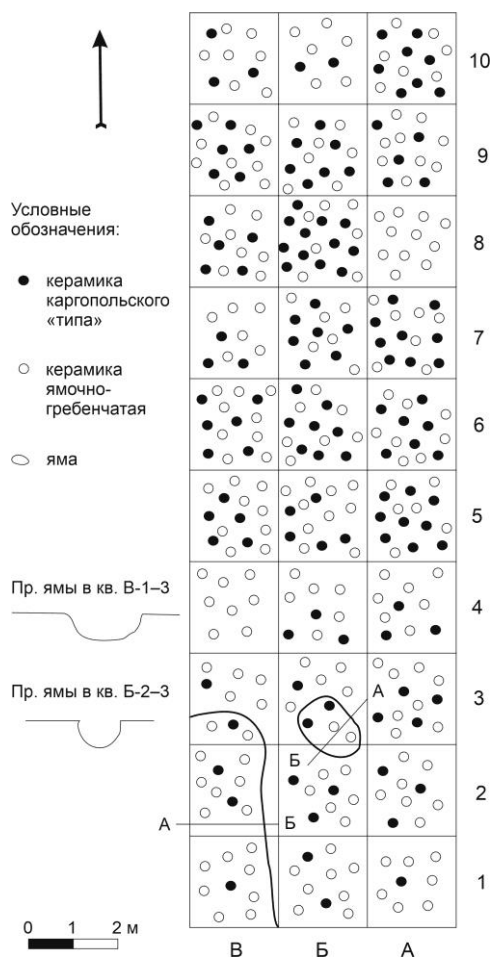 Условные
обозначения:
керамика
каргопольского
«типа»
керамика
ямочно-
гребенчатая
яма
Пр. ямы в кв. В-1–3
Пр. ямы в кв. Б-2–3
0 1 2 м
10
9
8
7
6
5
4
3
2
1
А
Б
А
Б
В Б А